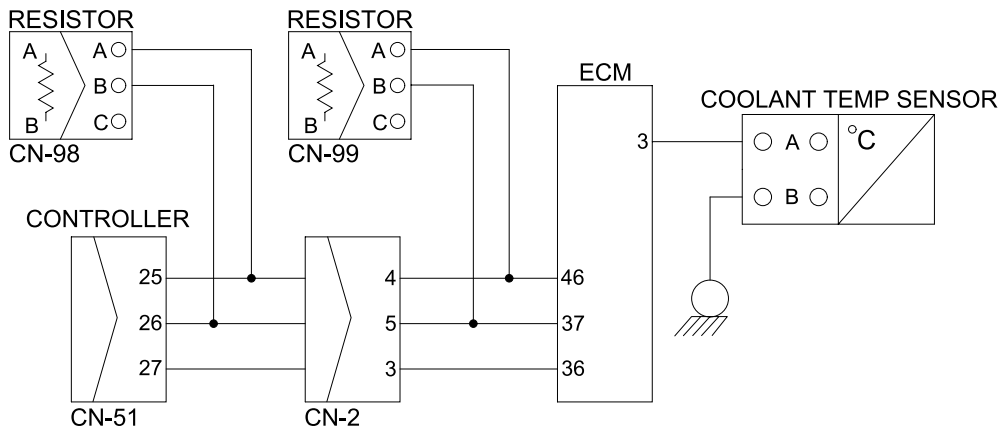 RESISTOR
A
A
B
B
C
CN-98
RESISTOR
A
A
B
B
C
CN-99
ECM
3
46
37
36
COOLANT TEMP SENSOR
A
B
°C
CONTROLLER
25
26
27
CN-51
4
5
3
CN-2